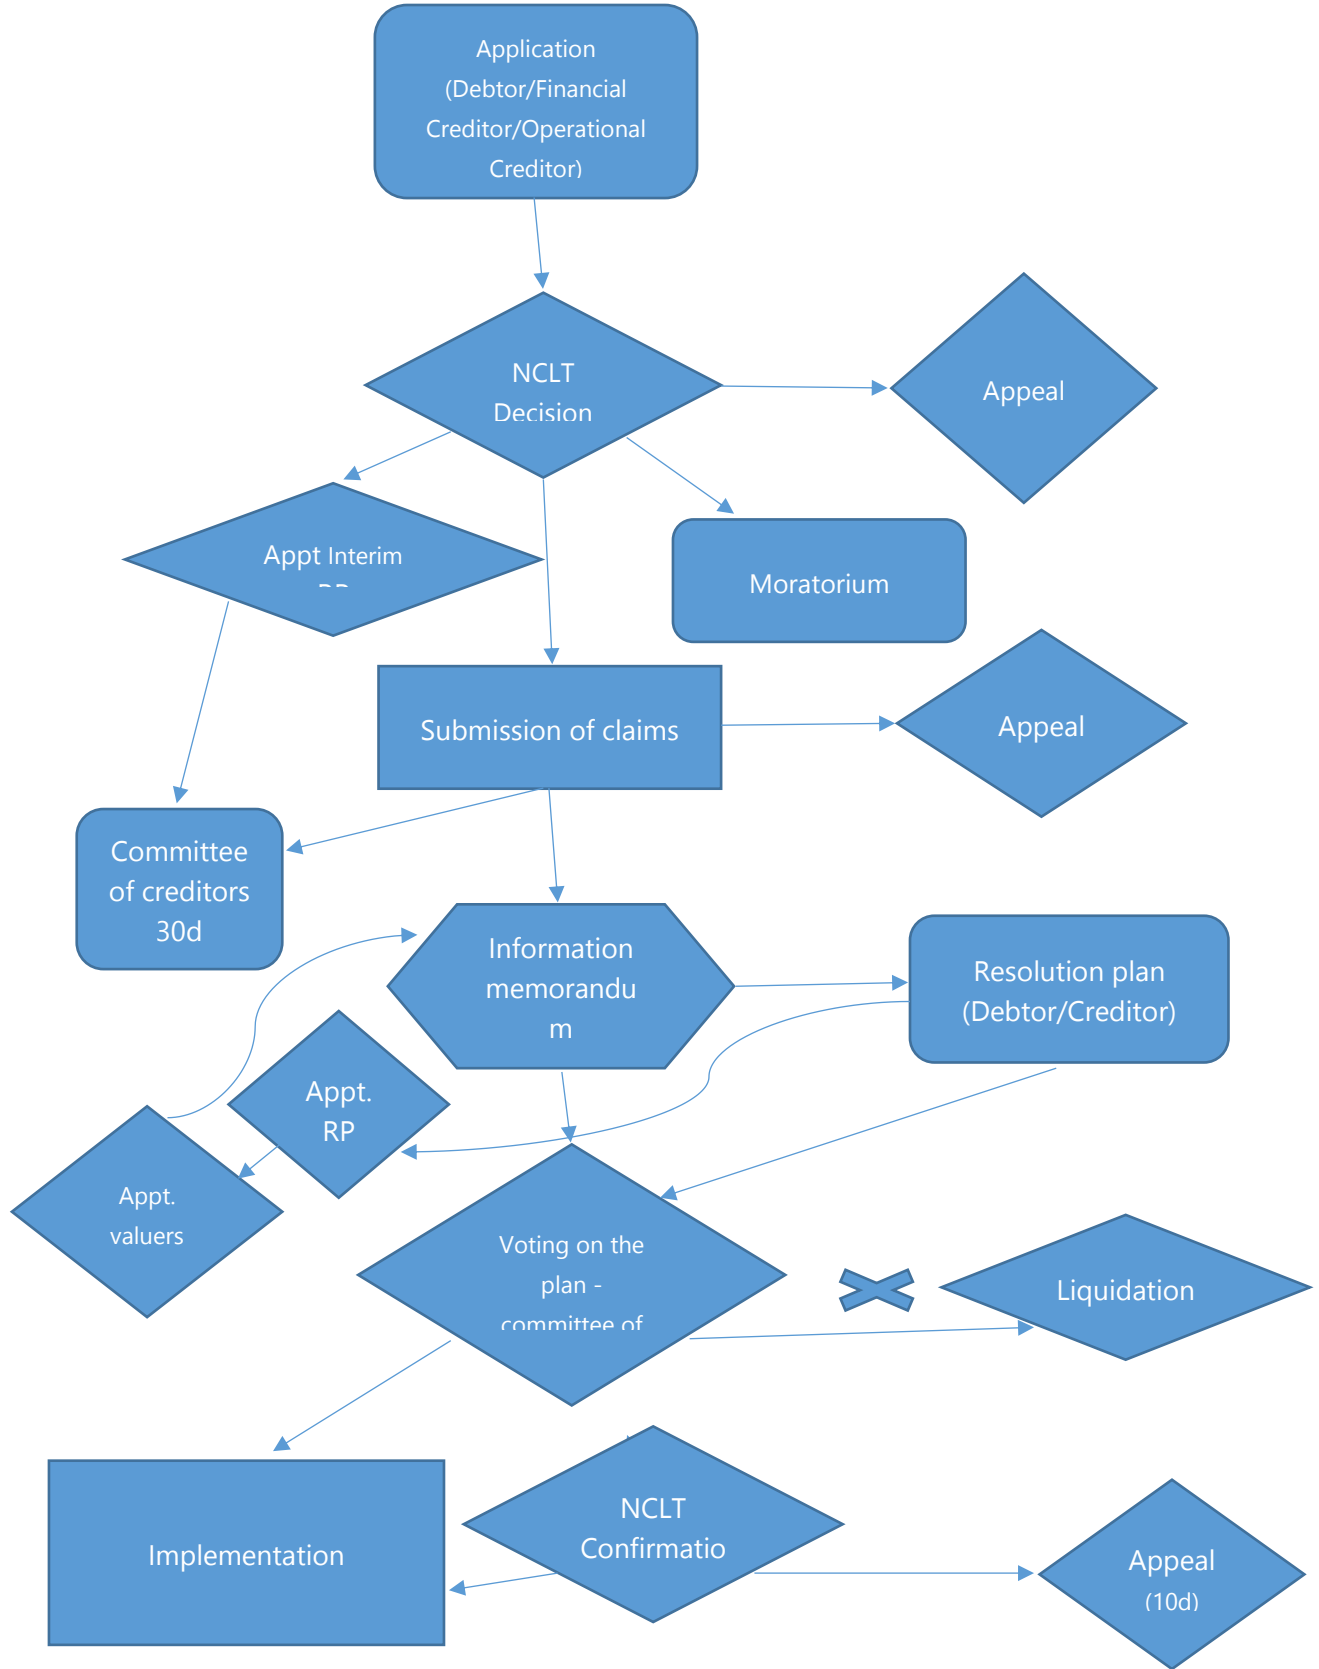 Application
(Debtor/Financial
Creditor/Operational
Creditor)
NCLT
Decision
Appeal
Appt Interim
Moratorium
Submission of claims
Appeal
Committee
of creditors
30d
Information
memorandu
m
Resolution plan
(Debtor/Creditor)
Appt.
RP
Appt.
valuers
Voting on the
plan -
committee of
Liquidation
Implementation
NCLT
Confirmatio
Appeal
(10d)